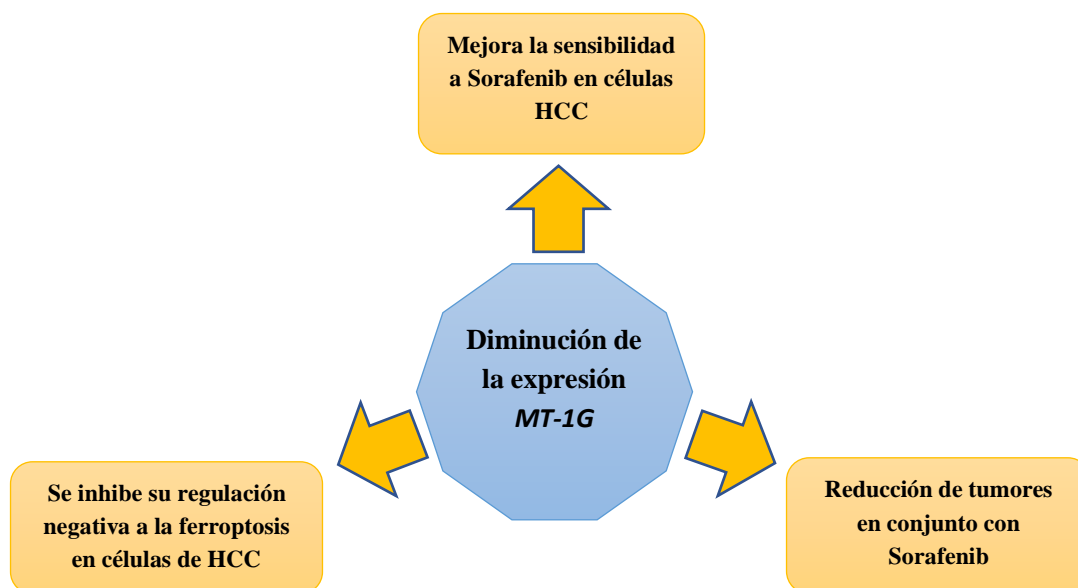 Mejora la sensibilidad
a Sorafenib en células
HCC
Diminución de
la expresión
MT-1G
Se inhibe su regulación
negativa a la ferroptosis
en células de HCC
Reducción de tumores
en conjunto con
Sorafenib